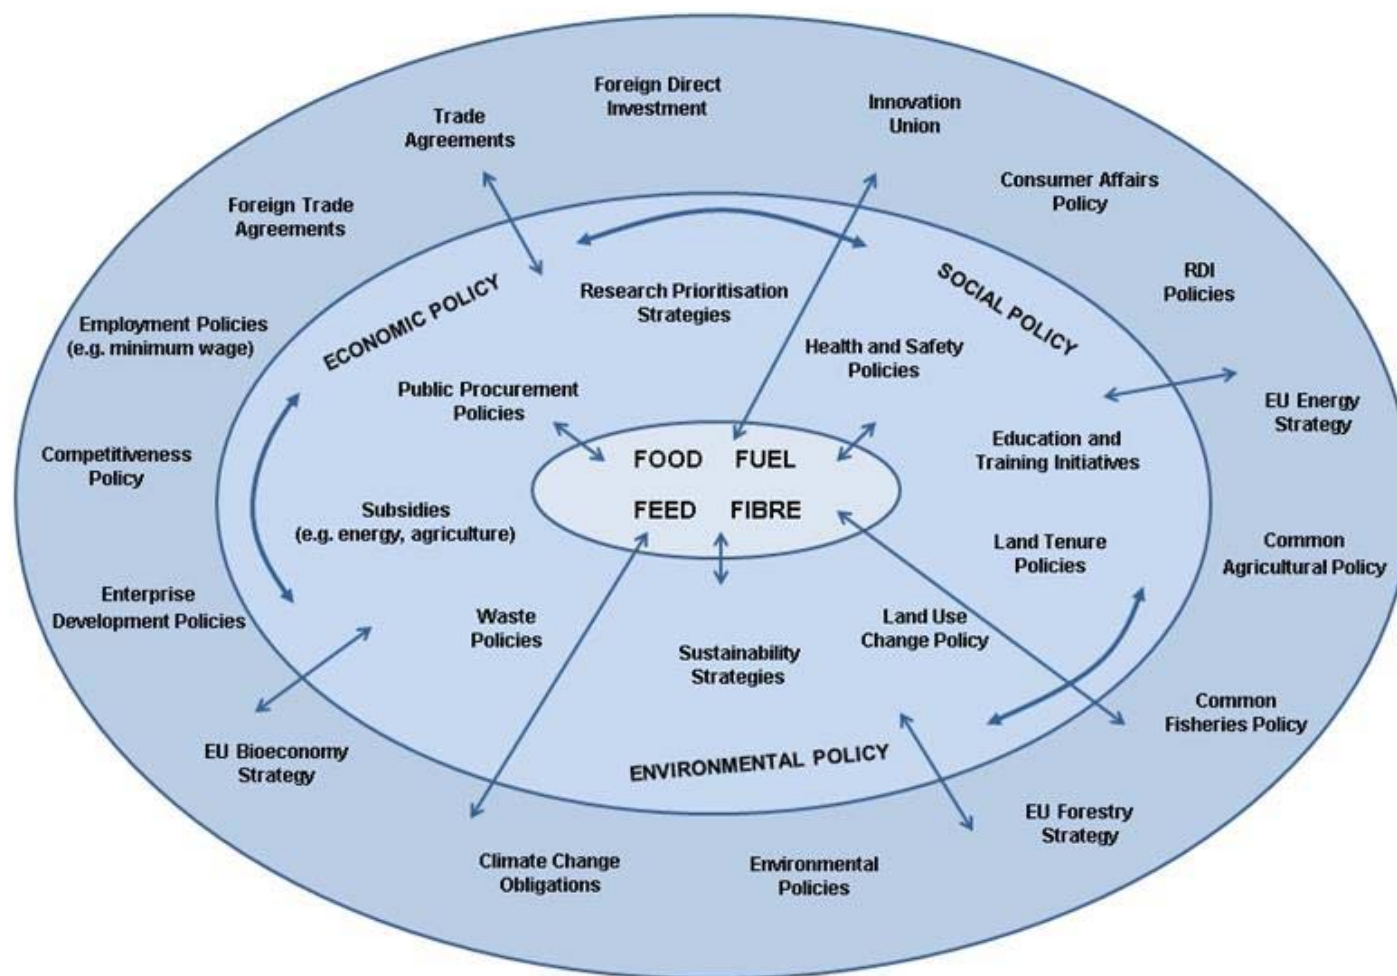 Foreign Direct
Investment
Trade
Agreements
Innovation
Union
Foreign Trade
Agreements
Consumer Affairs
Policy
RDI
Policies
Employment Policies
(e.g. minimum wage)
EU Energy
Strategy
Competitiveness
Policy
Common
Agricultural Policy
Enterprise
Development Policies
Common
Fisheries Policy
EU Bioeconomy
Strategy
EU Forestry
Strategy
Climate Change
Obligations
Environmental
Policies
ECONOMIC POLICY
SOCIAL POLICY
ENVIRONMENTAL POLICY
Research Prioritisation
Strategies
Health and Safety
Policies
Public Procurement
Policies
Education and
Training Initiatives
Subsidies
(e.g. energy, agriculture)
Land Tenure
Policies
Waste
Policies
Land Use
Change Policy
Sustainability
Strategies
FOOD FUEL
FEED FIBRE